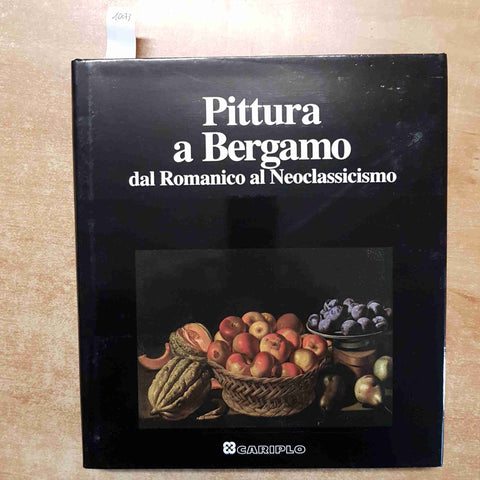 Pittura
a Bergamo
dal Romanico al Neoclassicismo
CARIPLO